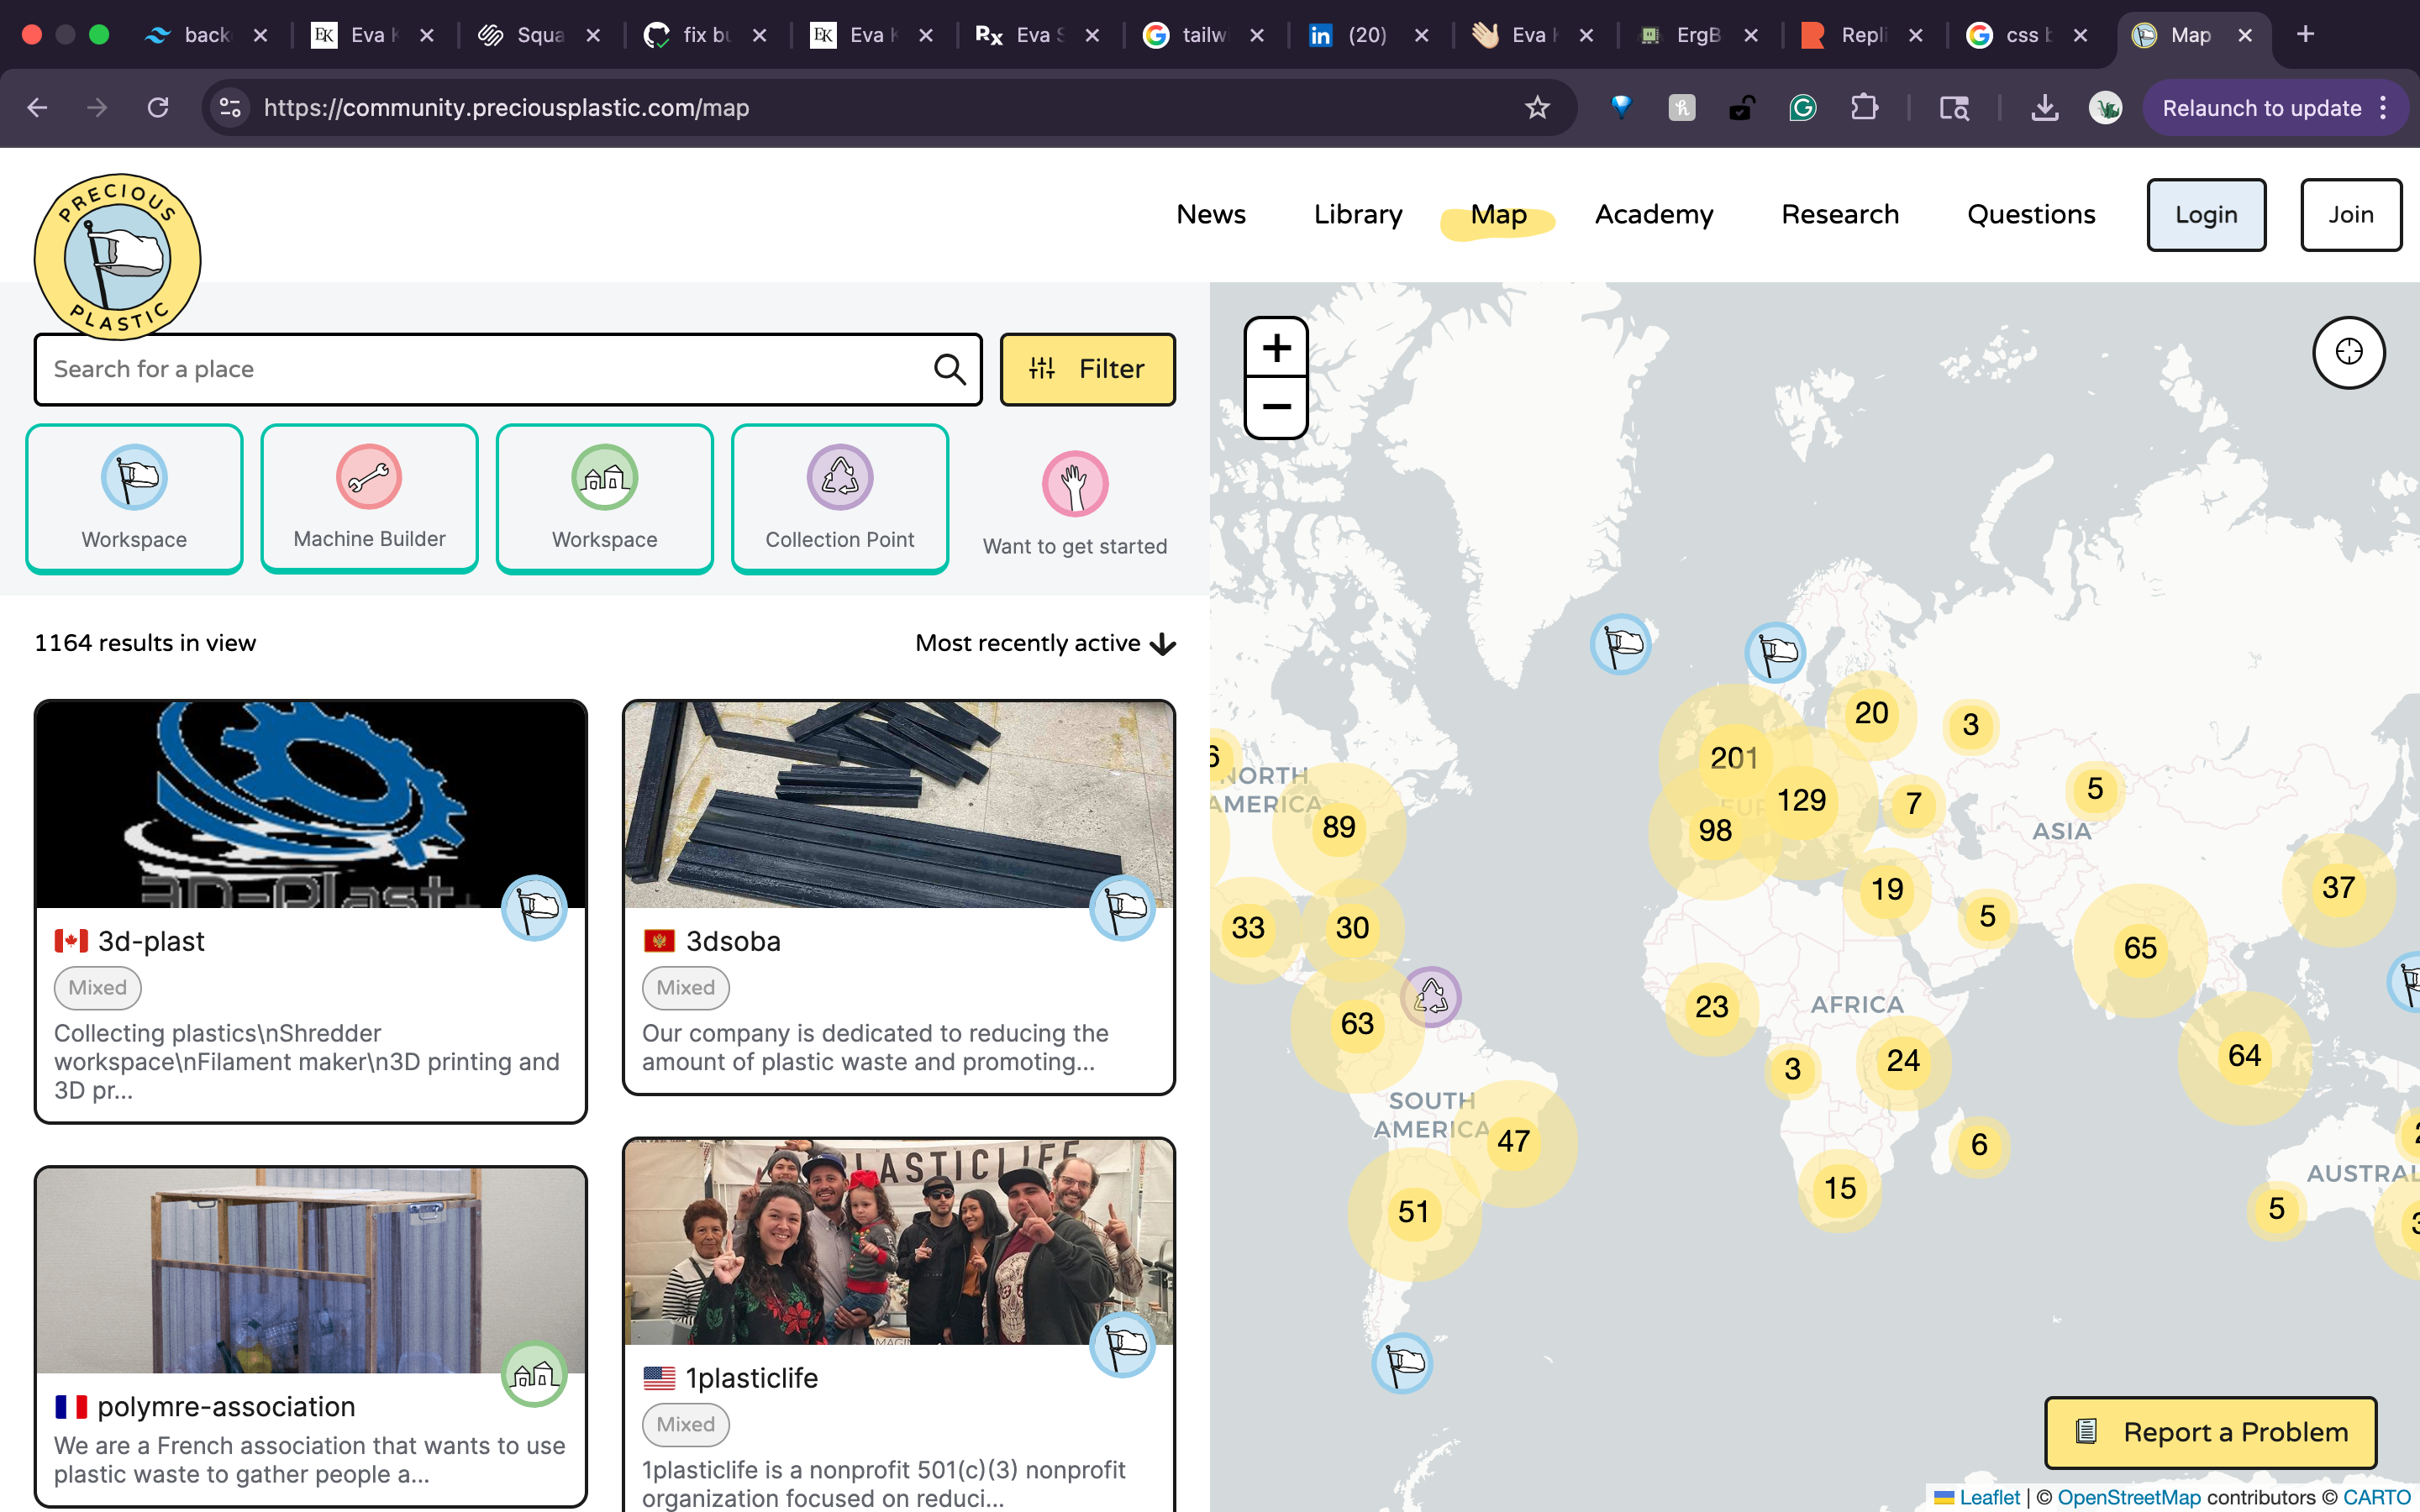 back
Eva K
Squa
fix bu
Eva K
Eva S
tailw
(20)
Eva K
ErgB
Repli
css b
Map
https://community.preciousplastic.com/map
Relaunch to update
PRECIOUS
PLASTIC
News
Library
Map
Academy
Research
Questions
Login
Join
Search for a place
Filter
Workspace
Machine Builder
Workspace
Collection Point
Want to get started
1164 results in view
Most recently active
3D-Plast+
3d-plast
Mixed
Collecting plastics\nShredder
workspace\nFilament maker\n3D printing and
3D pr...
3dsoba
Mixed
Our company is dedicated to reducing the
amount of plastic waste and promoting...
polymre-association
We are a French association that wants to use
plastic waste to gather people a...
LASTICLIFE
1plasticlife
Mixed
1plasticlife is a nonprofit 501(c)(3) nonprofit
organization focused on reduci...
+
−
20
3
201
6
NORTH
AMERICA
129
7
5
98
89
ASIA
19
37
33
30
5
65
23
AFRICA
63
24
64
3
SOUTH
AMERICA
47
6
AUSTRAL
15
51
5
Report a Problem
Leaflet | © OpenStreetMap contributors © CARTO